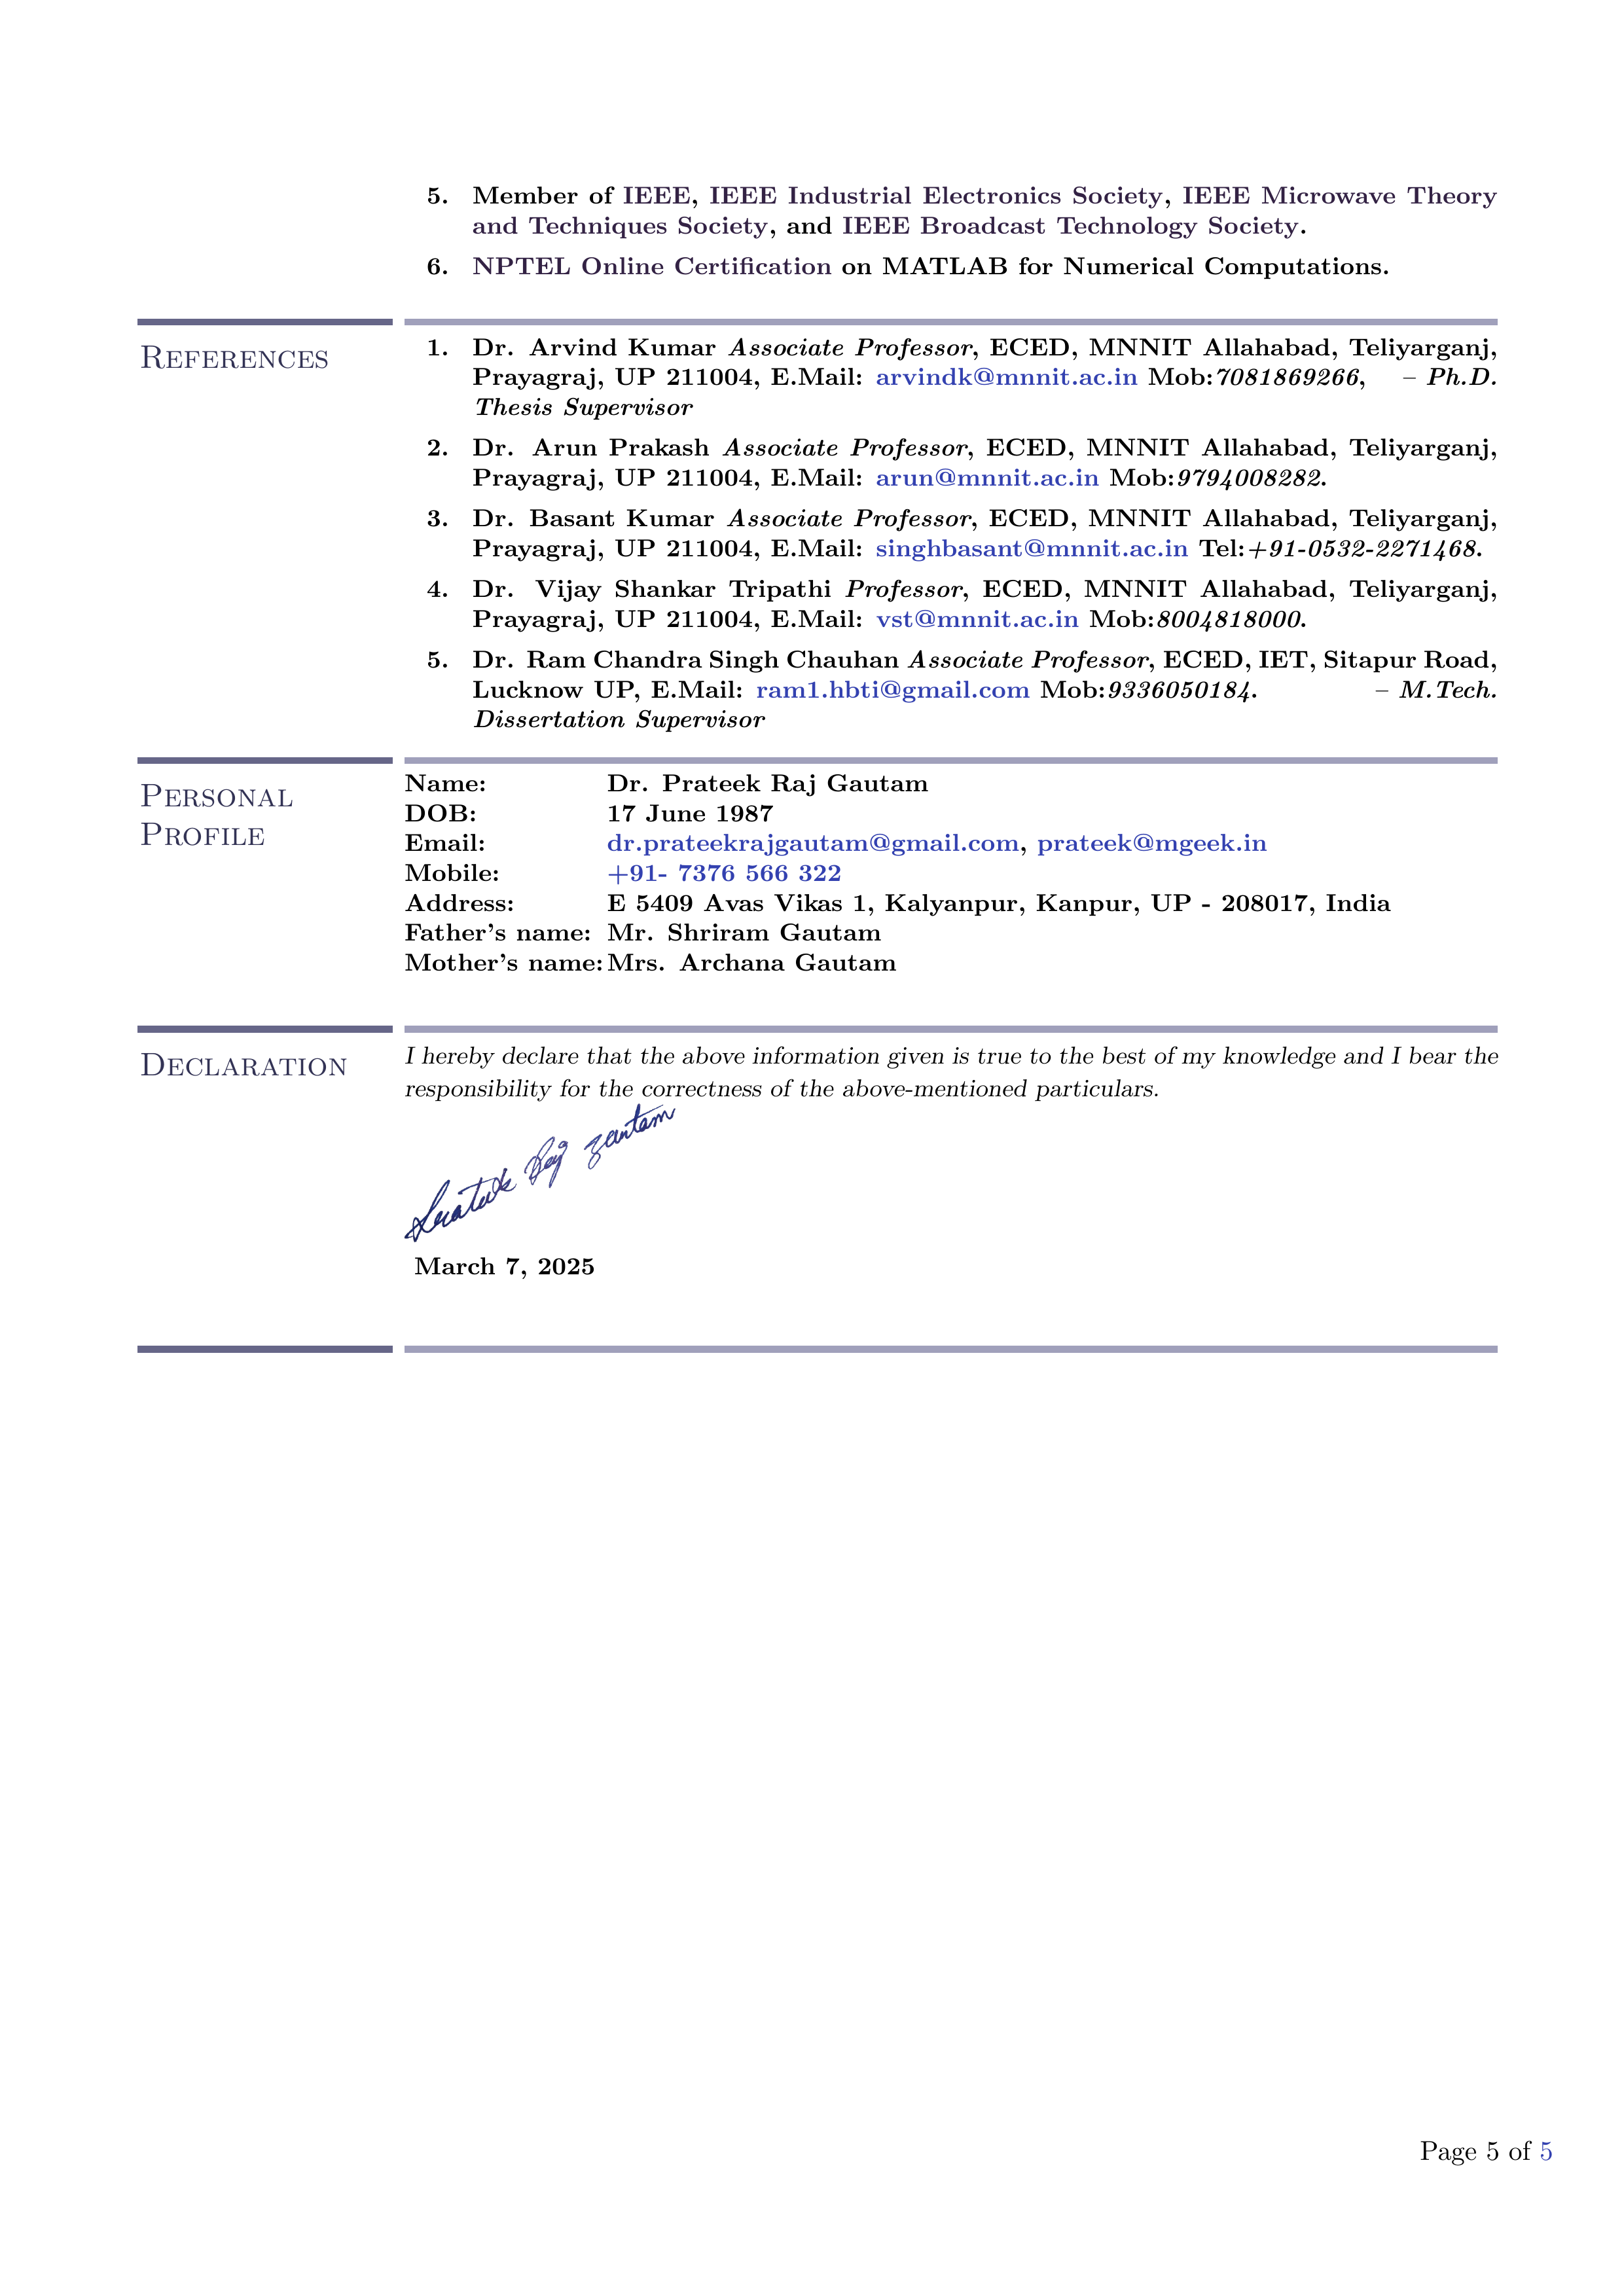 5. Member of IEEE, IEEE Industrial Electronics Society, IEEE Microwave Theory
and Techniques Society, and IEEE Broadcast Technology Society.
6. NPTEL Online Certification on MATLAB for Numerical Computations.
References
1. Dr. Arvind Kumar Associate Professor, ECED, MNNIT Allahabad, Teliyarganj,
Prayagraj, UP 211004, E.Mail: arvindk@mnnit.ac.in Mob:7081869266, – Ph.D.
Thesis Supervisor
2. Dr. Arun Prakash Associate Professor, ECED, MNNIT Allahabad, Teliyarganj,
Prayagraj, UP 211004, E.Mail: arun@mnnit.ac.in Mob:9794008282.
3. Dr. Basant Kumar Associate Professor, ECED, MNNIT Allahabad, Teliyarganj,
Prayagraj, UP 211004, E.Mail: singhbasant@mnnit.ac.in Tel:+91-0532-2271468.
4. Dr. Vijay Shankar Tripathi Professor, ECED, MNNIT Allahabad, Teliyarganj,
Prayagraj, UP 211004, E.Mail: vst@mnnit.ac.in Mob:8004818000.
5. Dr. Ram Chandra Singh Chauhan Associate Professor, ECED, IET, Sitapur Road,
Lucknow UP, E.Mail: ram1.hbti@gmail.com Mob:9336050184. – M.Tech.
Dissertation Supervisor
Personal
Profile
Name: Dr. Prateek Raj Gautam
DOB: 17 June 1987
Email: dr.prateekrajgautam@gmail.com, prateek@mgeek.in
Mobile: +91- 7376 566 322
Address: E 5409 Avas Vikas 1, Kalyanpur, Kanpur, UP - 208017, India
Father's name: Mr. Shriram Gautam
Mother's name: Mrs. Archana Gautam
Declaration
I hereby declare that the above information given is true to the best of my knowledge and I bear the
responsibility for the correctness of the above-mentioned particulars.
Prateek Raj Gautam
March 7, 2025
Page 5 of 5